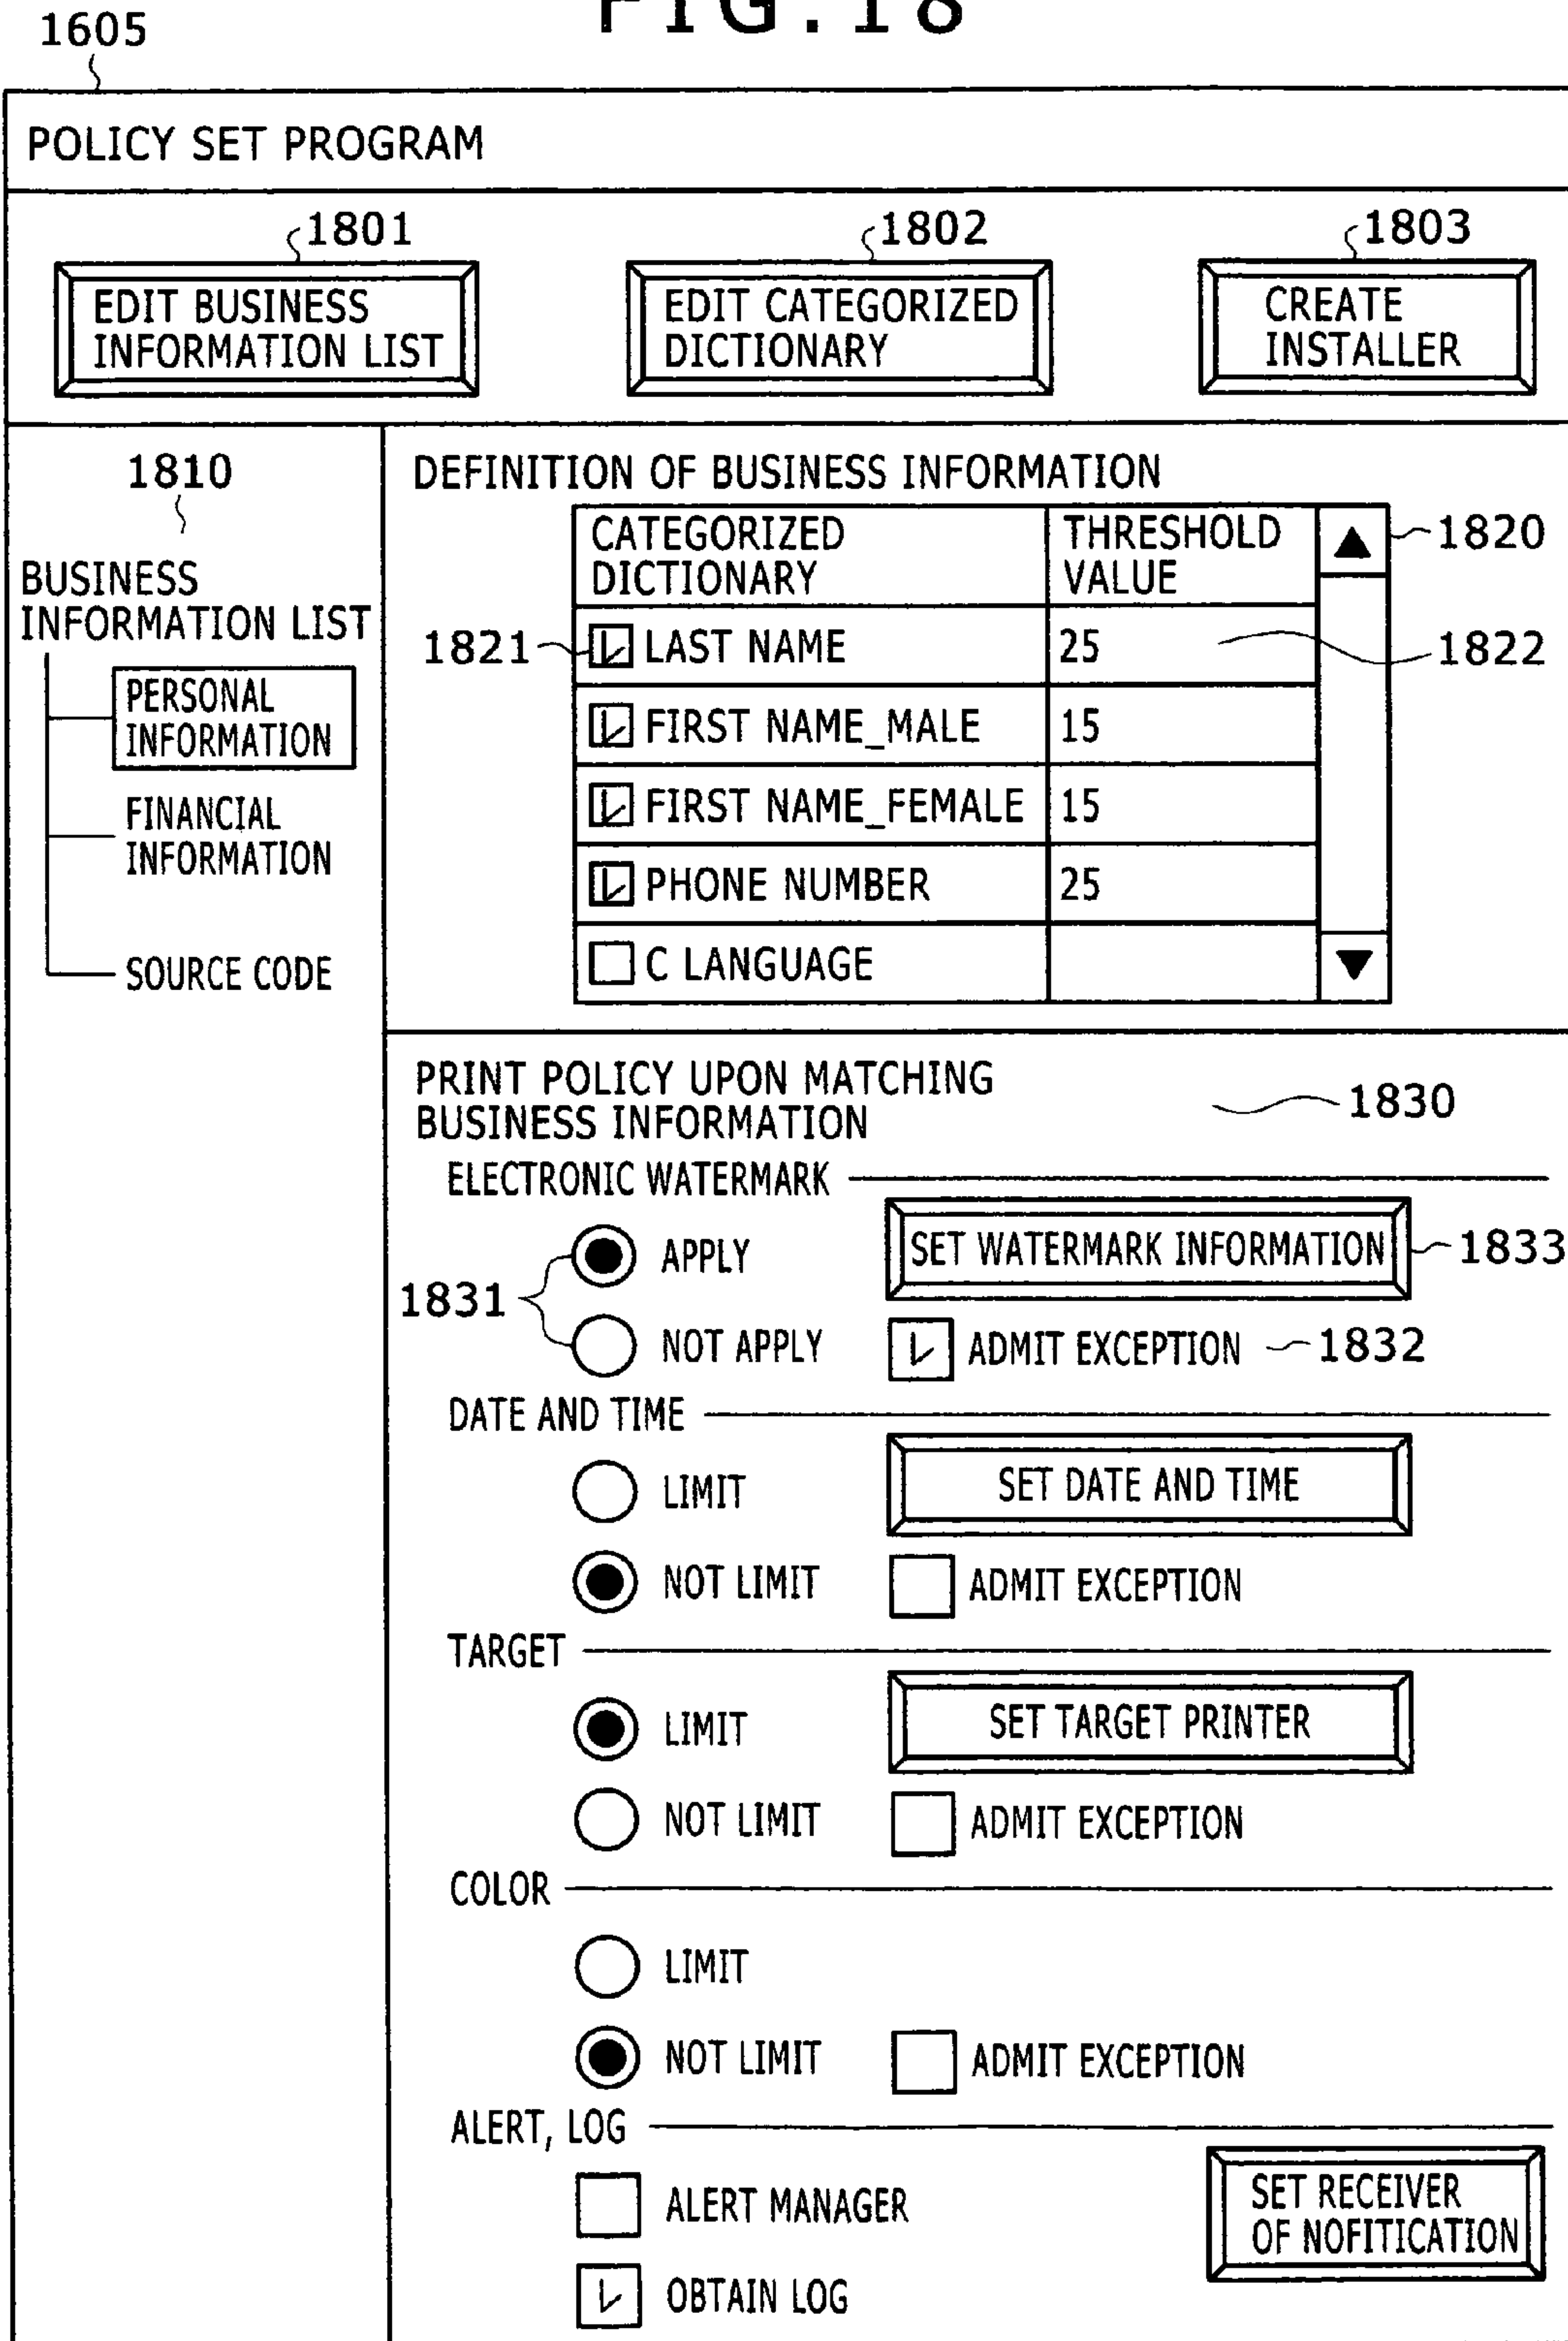 FIG.18
1605
POLICY SET PROGRAM
1801
1802
1803
EDIT BUSINESS
INFORMATION LIST
EDIT CATEGORIZED
DICTIONARY
CREATE
INSTALLER
1810
BUSINESS
INFORMATION LIST
PERSONAL
INFORMATION
FINANCIAL
INFORMATION
SOURCE CODE
DEFINITION OF BUSINESS INFORMATION
CATEGORIZED
DICTIONARY
THRESHOLD
VALUE
1820
1821
LAST NAME
25
1822
FIRST NAME_MALE
15
FIRST NAME_FEMALE
15
PHONE NUMBER
25
C LANGUAGE
PRINT POLICY UPON MATCHING
BUSINESS INFORMATION
1830
ELECTRONIC WATERMARK
1831
APPLY
SET WATERMARK INFORMATION
1833
NOT APPLY
ADMIT EXCEPTION
1832
DATE AND TIME
LIMIT
SET DATE AND TIME
NOT LIMIT
ADMIT EXCEPTION
TARGET
LIMIT
SET TARGET PRINTER
NOT LIMIT
ADMIT EXCEPTION
COLOR
LIMIT
NOT LIMIT
ADMIT EXCEPTION
ALERT, LOG
ALERT MANAGER
SET RECEIVER
OF NOFITICATION
OBTAIN LOG